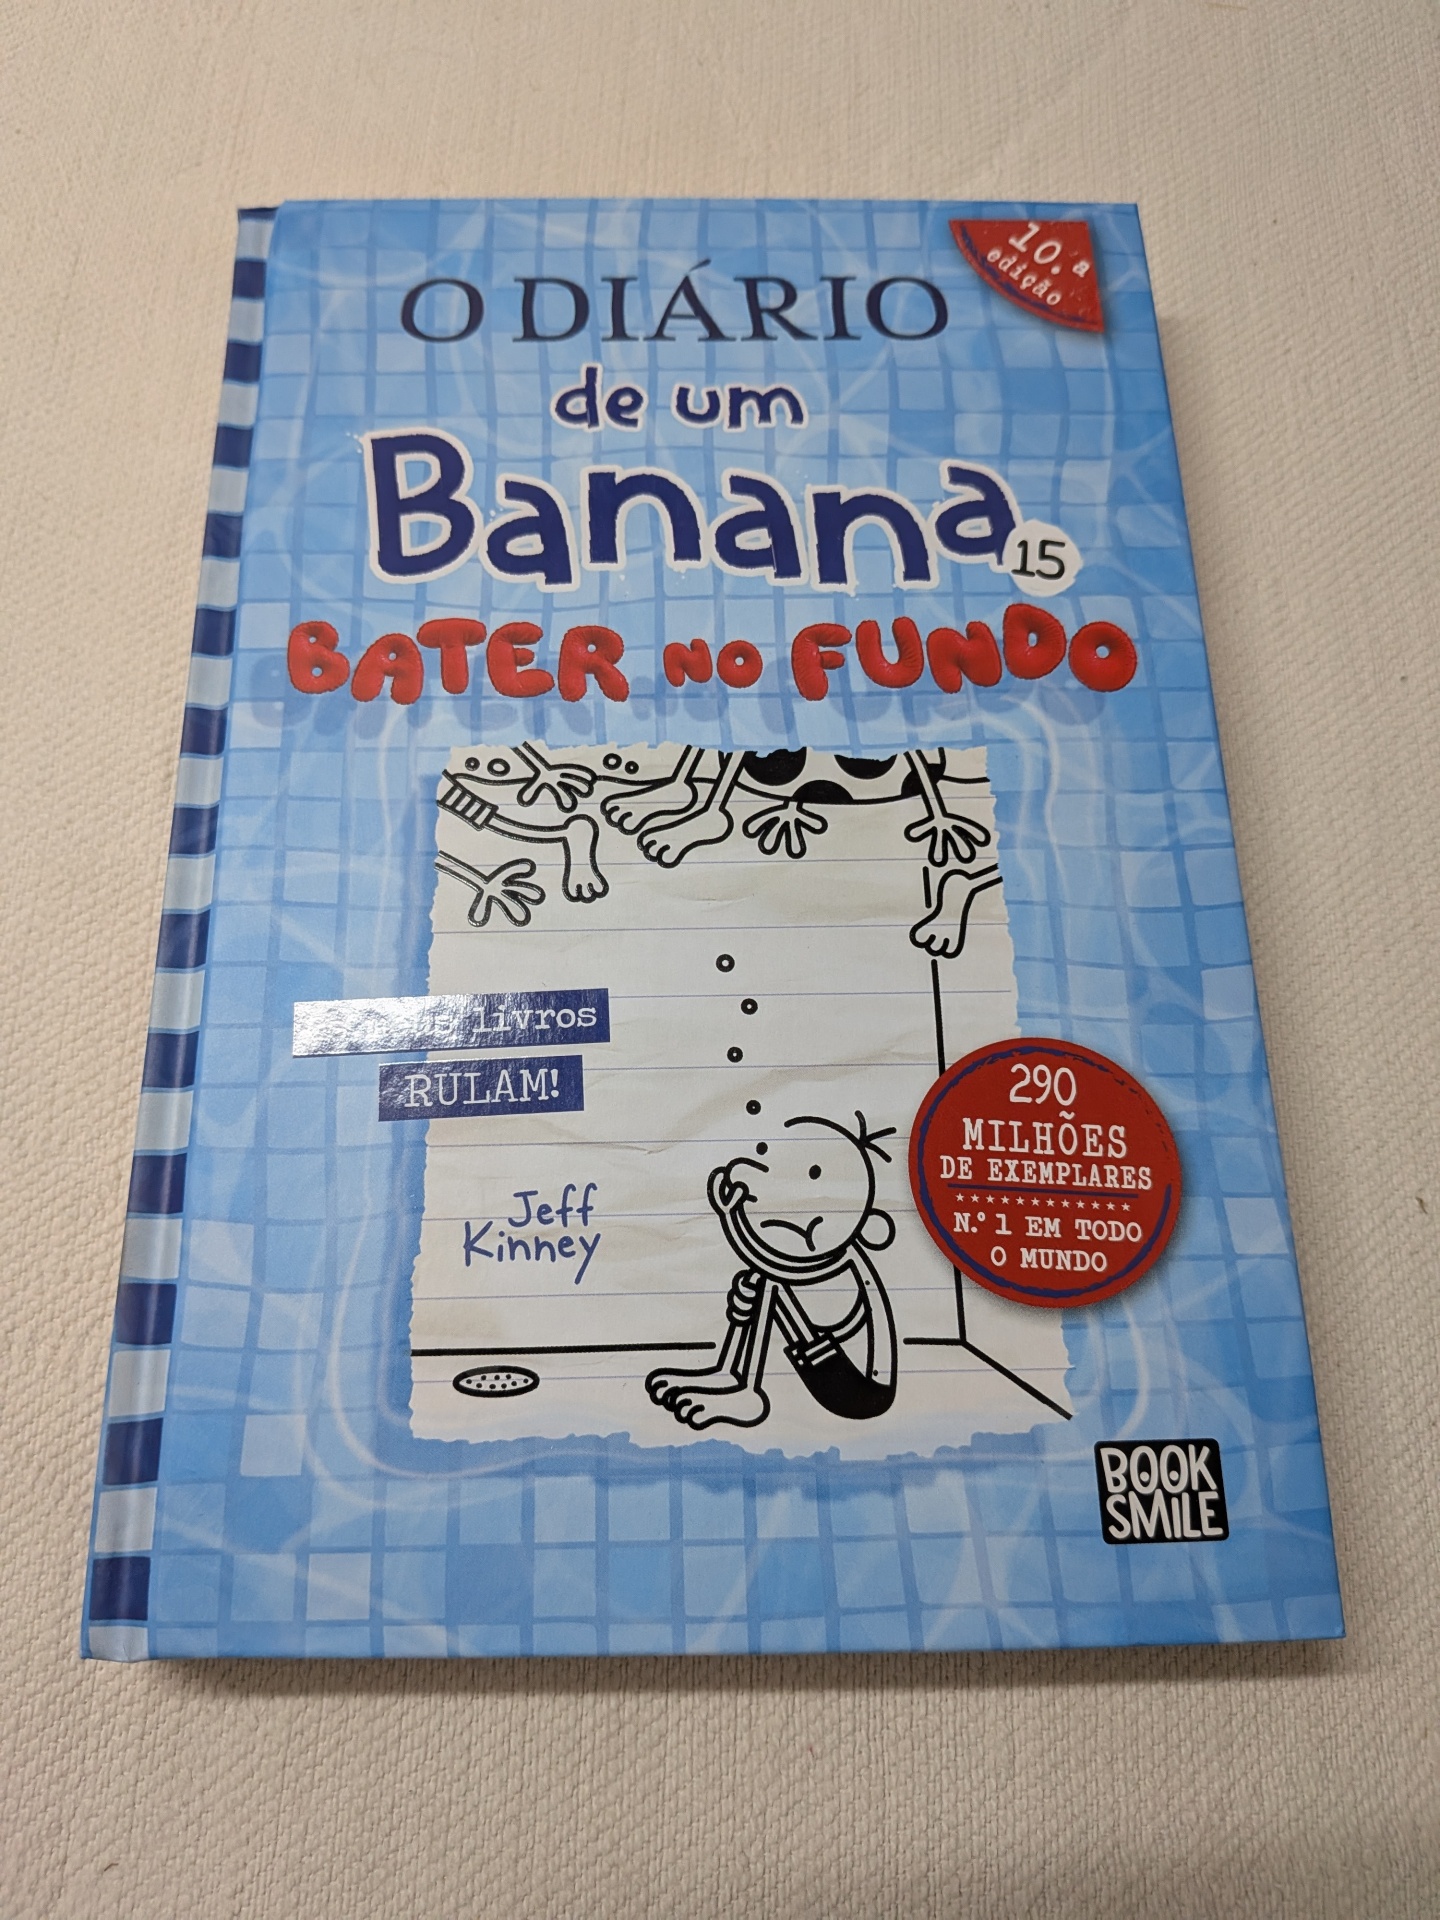 O DIÁRIO
10.a
edição
de um
Banana
15
BATER NO FUNDO
livros
RULAM!
290
MILHÕES
DE EXEMPLARES
N.º 1 EM TODO
O MUNDO
Jeff
Kinney
BOOK
SMILE